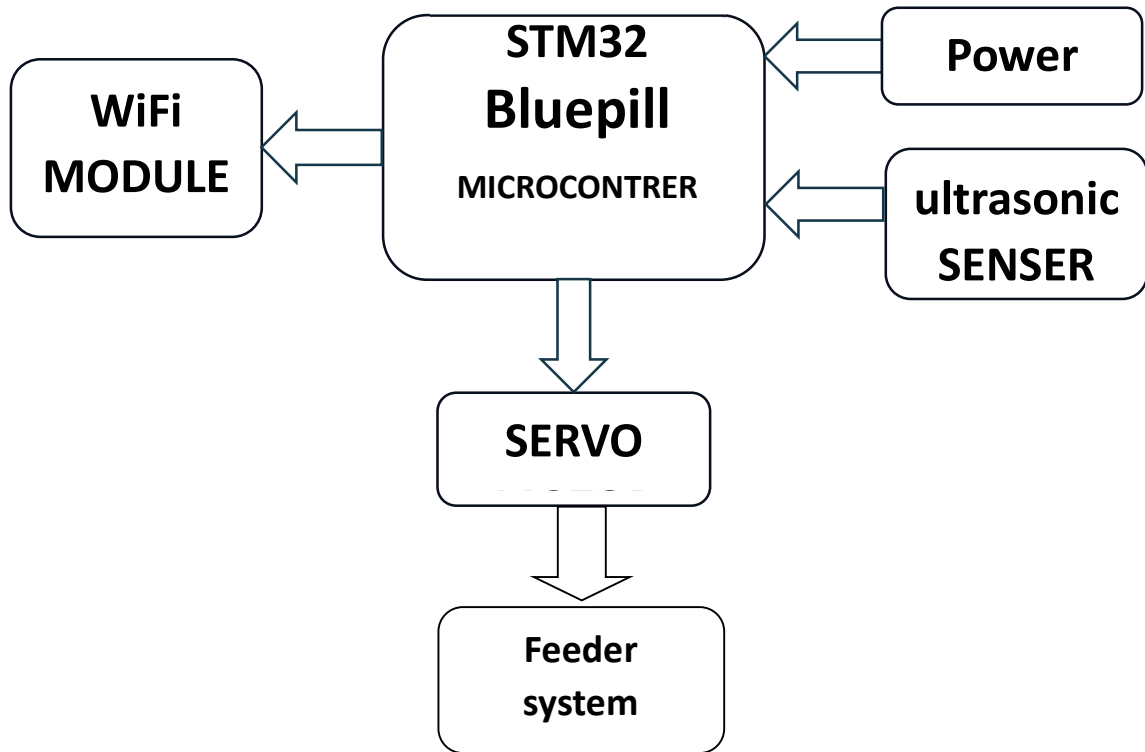 STM32
Bluepill
MICROCONTRER
Power
WiFi
MODULE
ultrasonic
SENSER
SERVO
Feeder
system